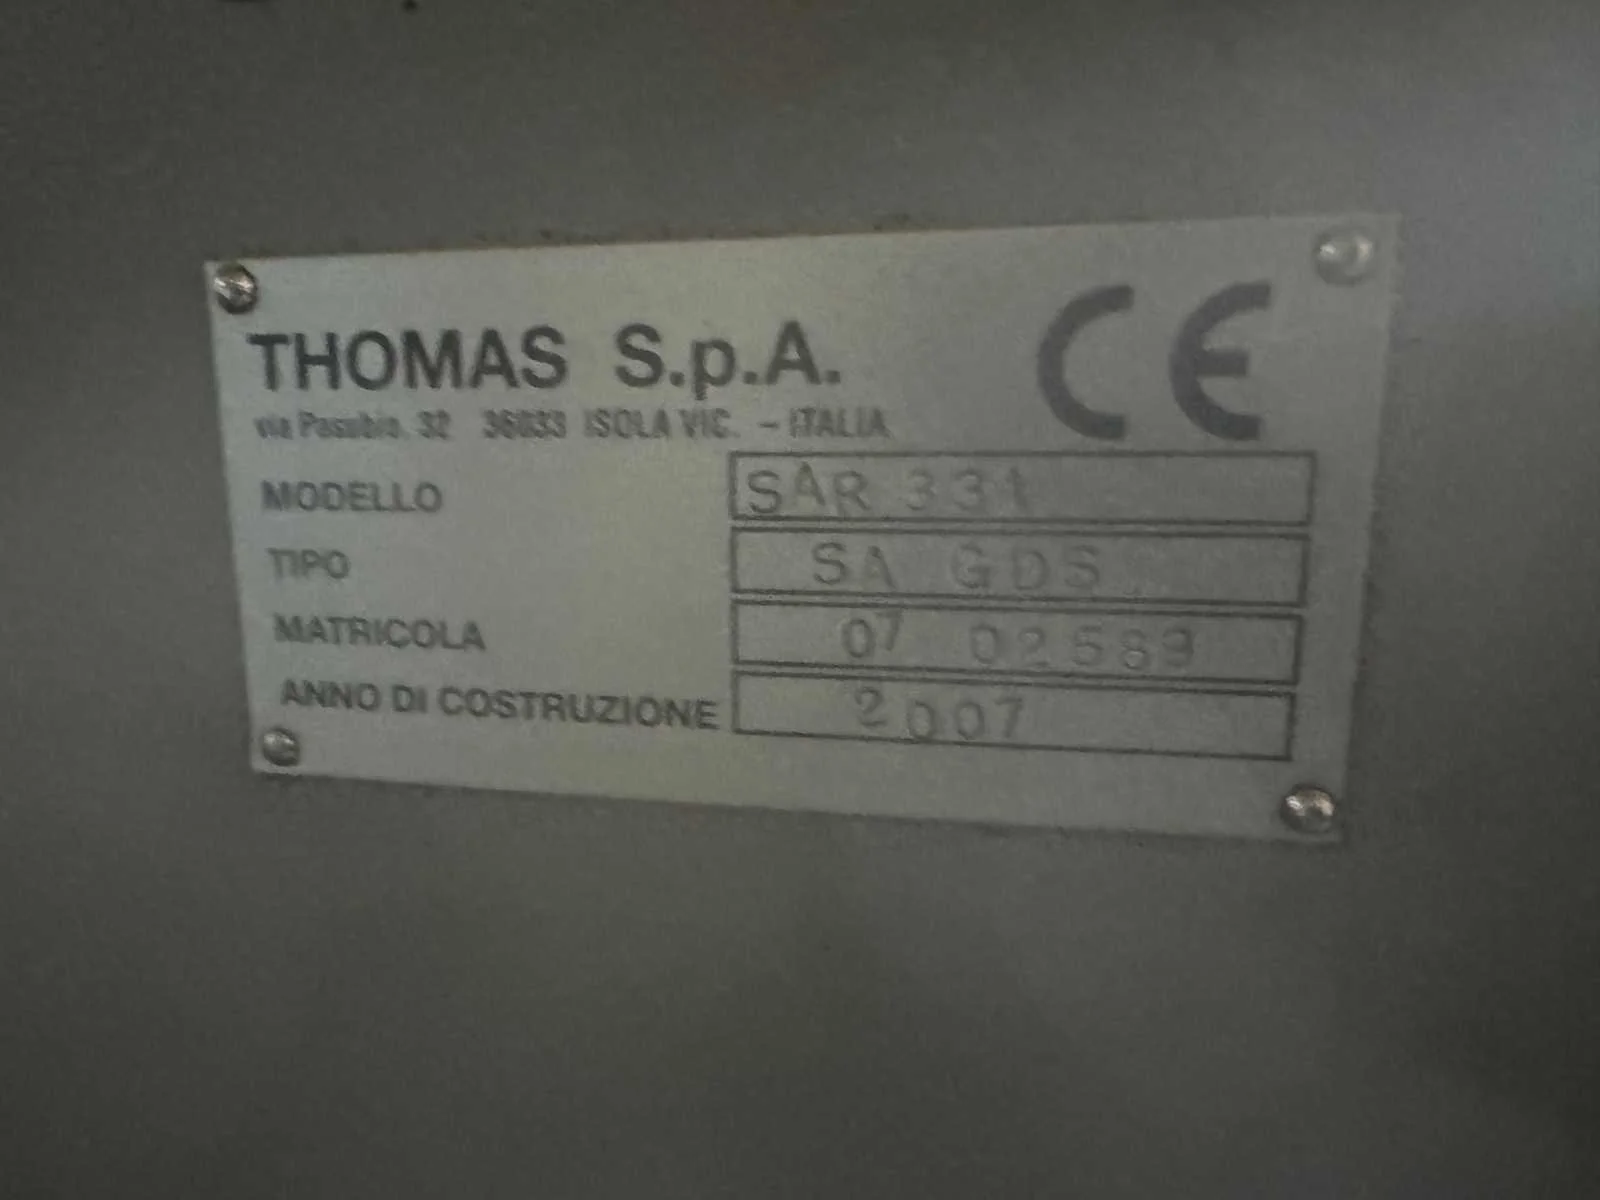 THOMAS S.p.A. CE
via Pasubio, 32 36033 ISOLA VIC. - ITALIA
MODELLO SAR 331
TIPO SA GDS
MATRICOLA 07 02589
ANNO DI COSTRUZIONE 2007